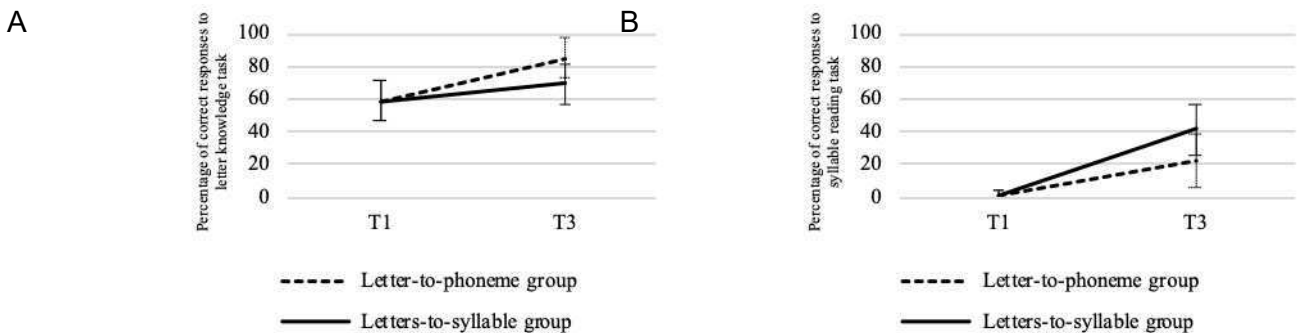 A
Percentage of correct responses to
letter knowledge task
100
80
60
40
20
0
T1 T3
Letter-to-phoneme group
Letters-to-syllable group
B
Percentage of correct responses to
syllable reading task
100
80
60
40
20
0
T1 T3
Letter-to-phoneme group
Letters-to-syllable group